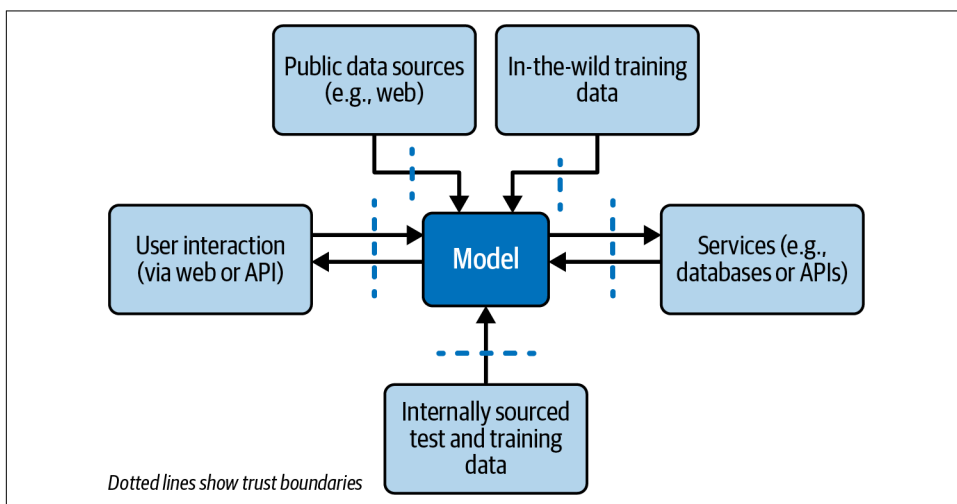 Public data sources
(e.g., web)
In-the-wild training
data
User interaction
(via web or API)
Model
Services (e.g.,
databases or APIs)
Internally sourced
test and training
data
Dotted lines show trust boundaries